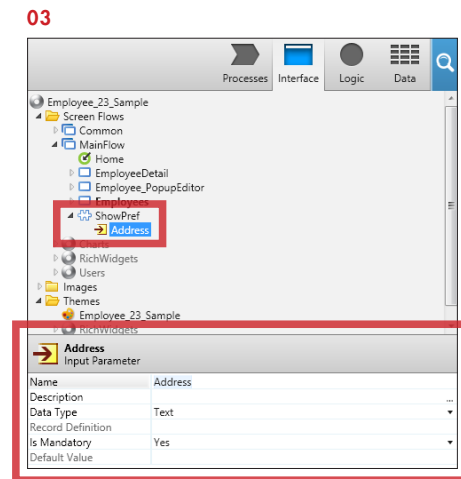 03
Processes Interface Logic Data
Employee_23_Sample
Screen Flows
Common
MainFlow
Home
EmployeeDetail
Employee_PopupEditor
Employees
ShowPref
Address
Charts
RichWidgets
Users
Images
Themes
Employee_23_Sample
RichWidgets
Address
Input Parameter
Name Address
Description ...
Data Type Text
Record Definition
Is Mandatory Yes
Default Value